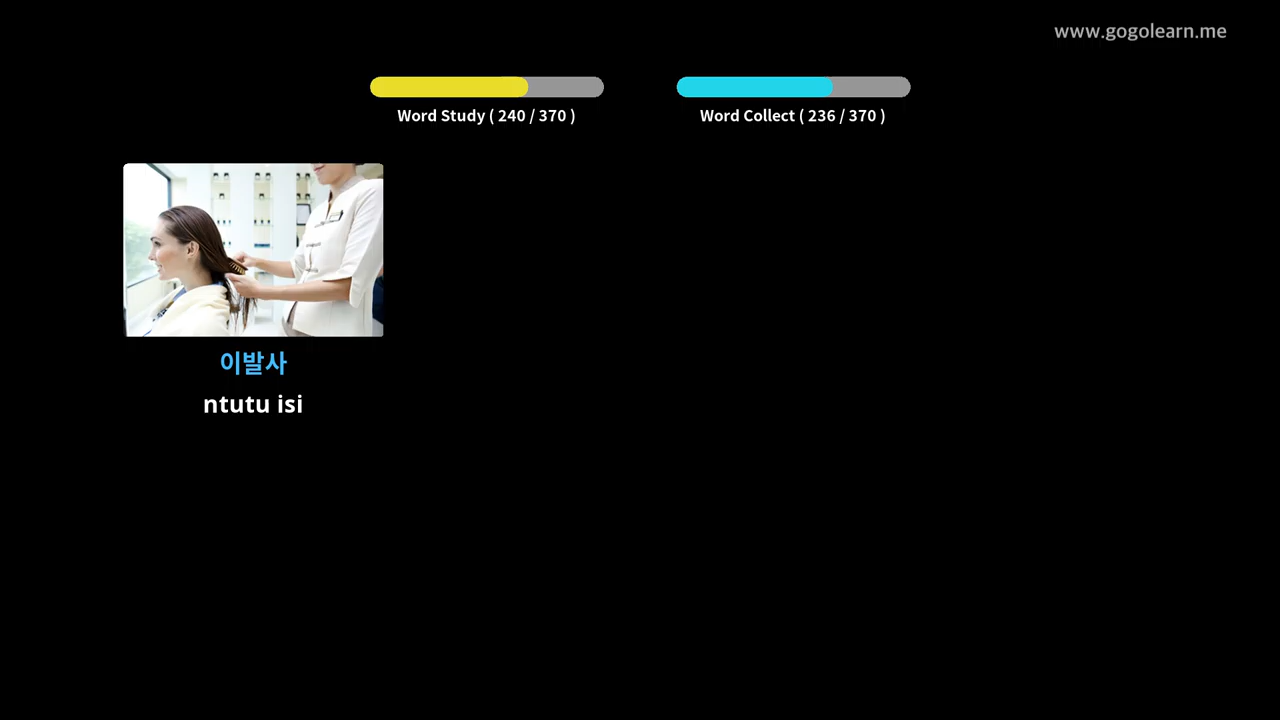 www.gogolearn.me
Word Study ( 240 / 370 )
Word Collect ( 236 / 370 )
이발사
ntutu isi